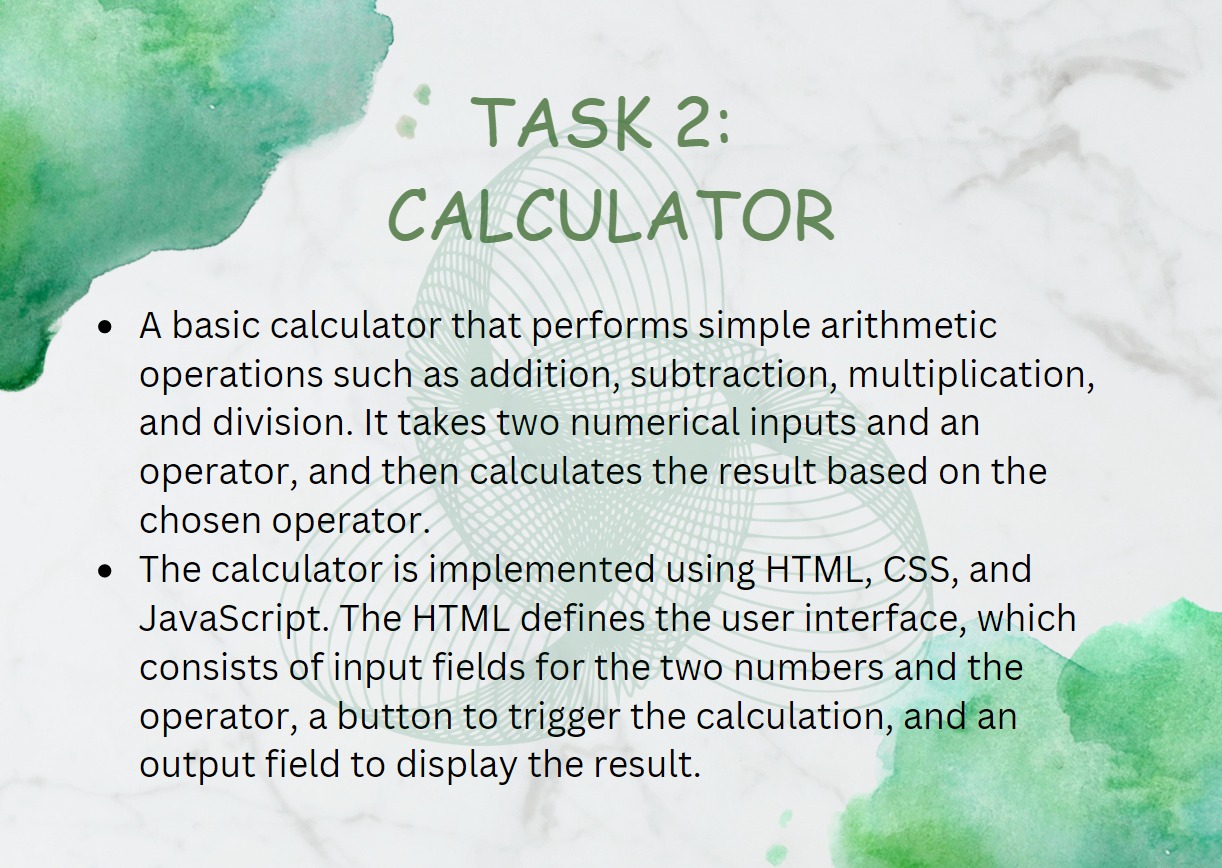 TASK 2:
CALCULATOR
• A basic calculator that performs simple arithmetic
operations such as addition, subtraction, multiplication,
and division. It takes two numerical inputs and an
operator, and then calculates the result based on the
chosen operator.
• The calculator is implemented using HTML, CSS, and
JavaScript. The HTML defines the user interface, which
consists of input fields for the two numbers and the
operator, a button to trigger the calculation, and an
output field to display the result.